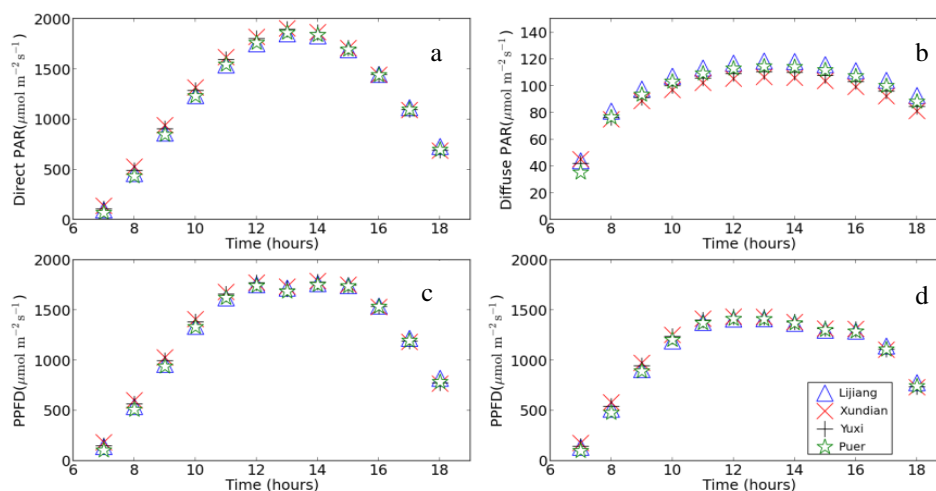 a
Direct PAR(μmol m⁻² s⁻¹)
2000
1500
1000
500
0
6 8 10 12 14 16 18
Time (hours)
b
Diffuse PAR(μmol m⁻² s⁻¹)
140
120
100
80
60
40
20
0
6 8 10 12 14 16 18
Time (hours)
c
PPFD(μmol m⁻² s⁻¹)
2000
1500
1000
500
0
6 8 10 12 14 16 18
Time (hours)
d
PPFD(μmol m⁻² s⁻¹)
2000
1500
1000
500
0
6 8 10 12 14 16 18
Time (hours)
Lijiang
Xundian
Yuxi
Puer